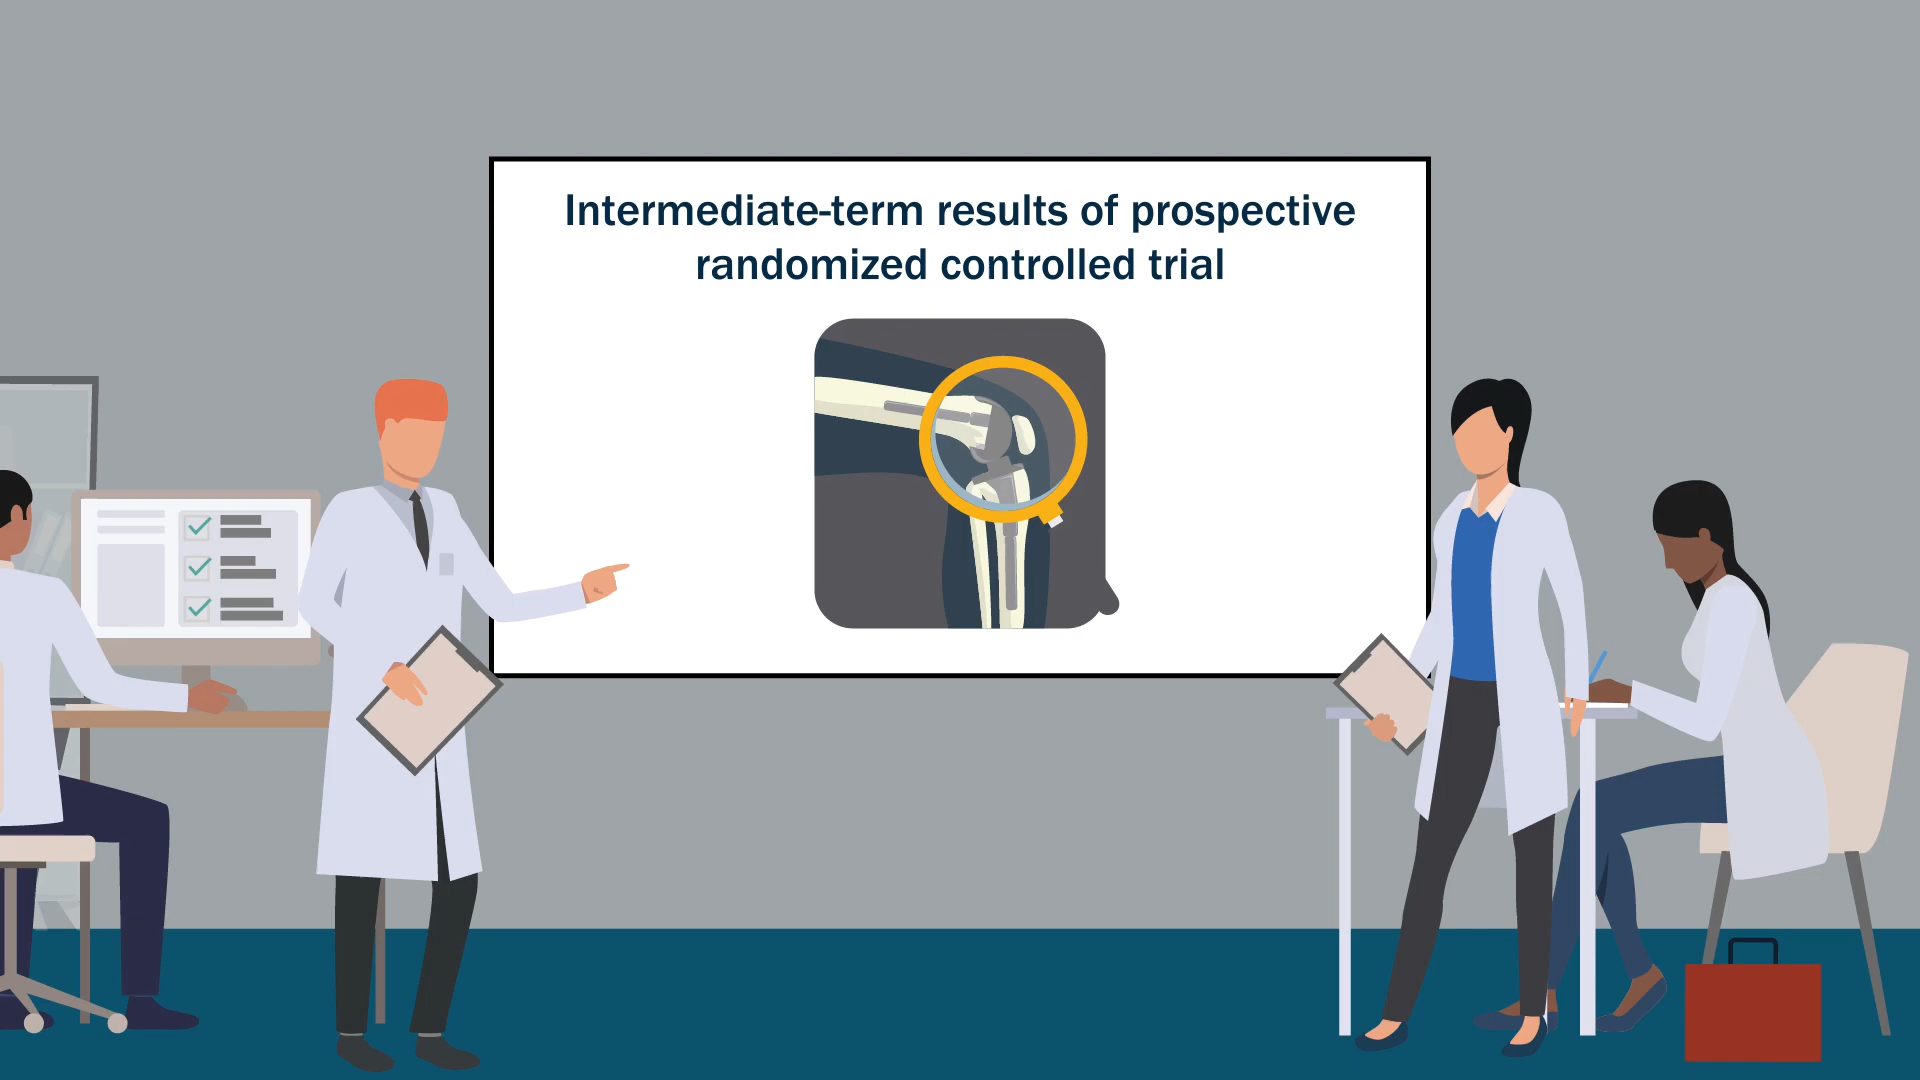 Intermediate-term results of prospective
randomized controlled trial